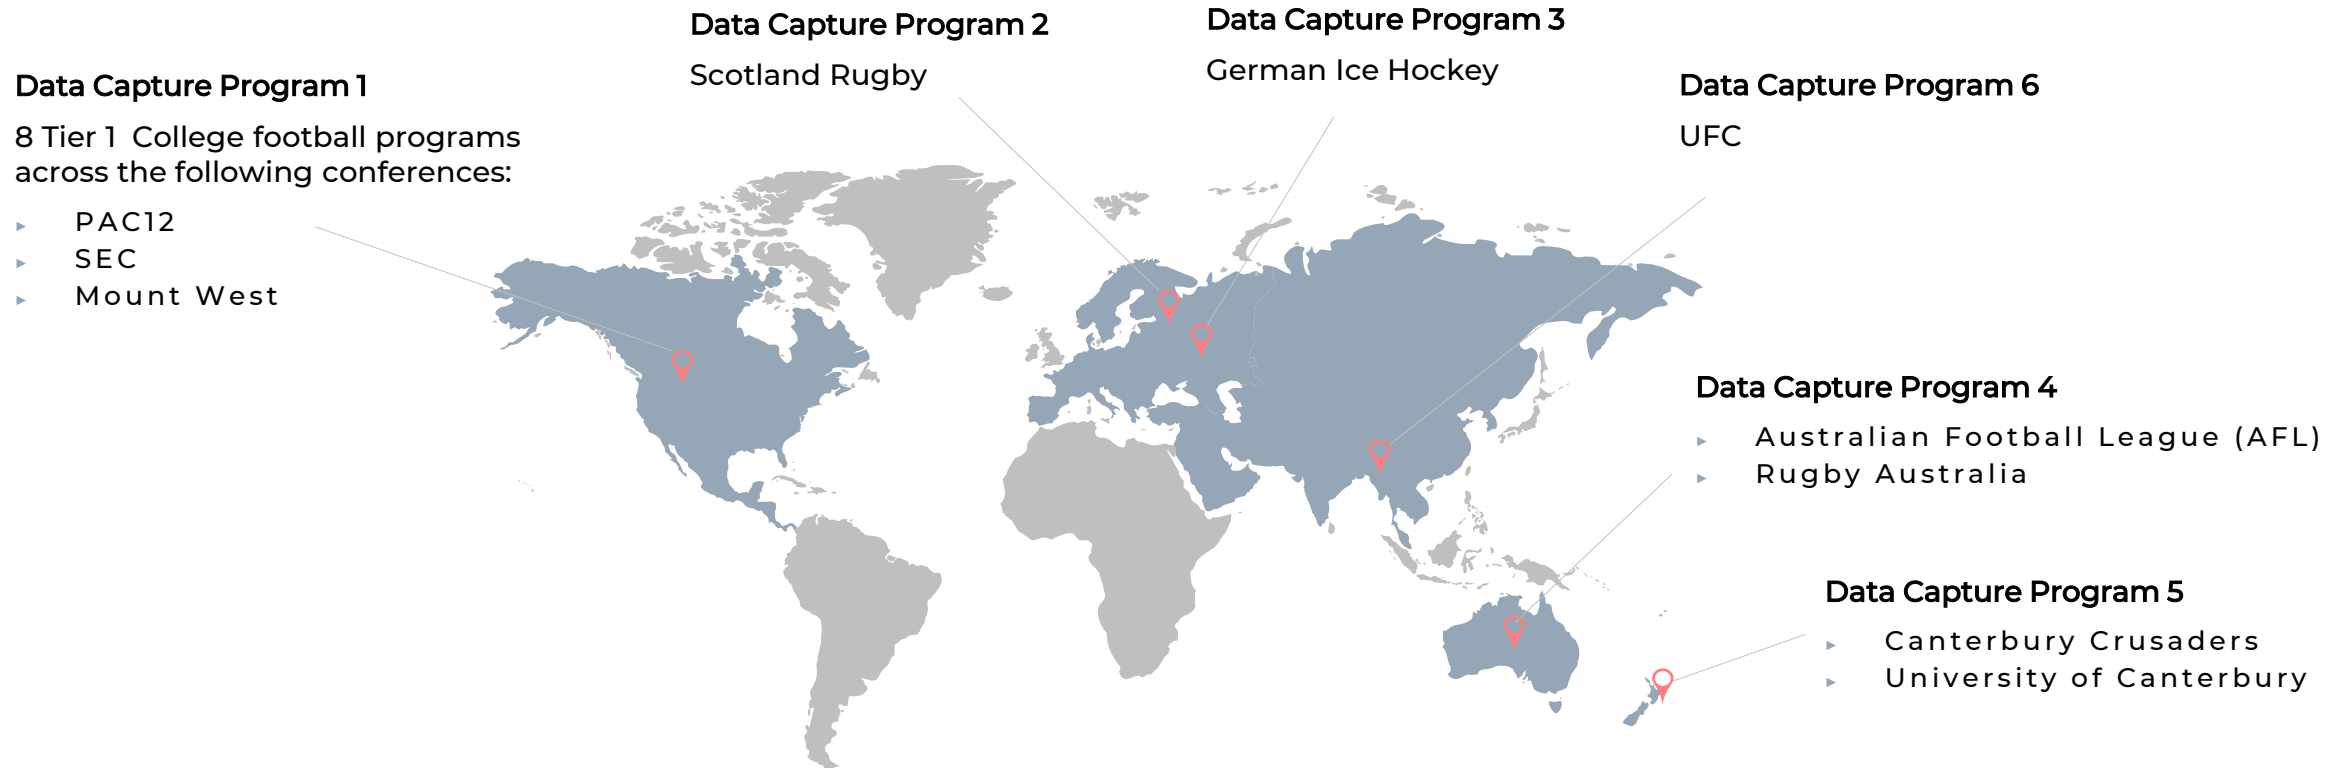 Data Capture Program 1
8 Tier 1 College football programs
across the following conferences:
▸ PAC12
▸ SEC
▸ Mount West
Data Capture Program 2
Scotland Rugby
Data Capture Program 3
German Ice Hockey
Data Capture Program 6
UFC
Data Capture Program 4
▸ Australian Football League (AFL)
▸ Rugby Australia
Data Capture Program 5
▸ Canterbury Crusaders
▸ University of Canterbury